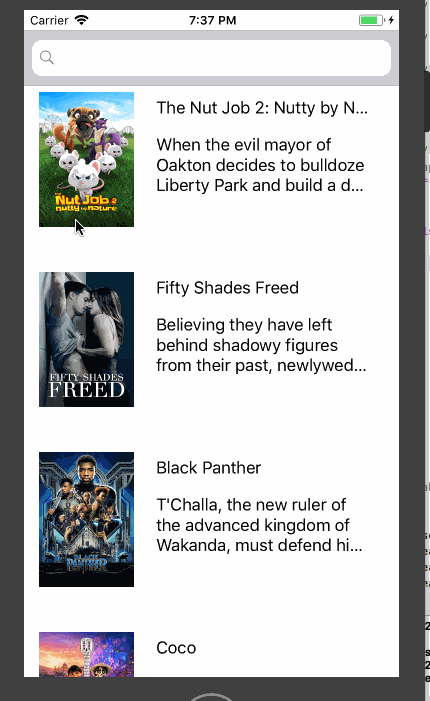 Carrier 7:37 PM
The Nut Job 2: Nutty by N...
When the evil mayor of
Oakton decides to bulldoze
Liberty Park and build a d...
Nut Job 2
nutty by nature
Fifty Shades Freed
Believing they have left
behind shadowy figures
from their past, newlywed...
FIFTY SHADES
FREED
Black Panther
T'Challa, the new ruler of
the advanced kingdom of
Wakanda, must defend hi...
PANTHER
Coco